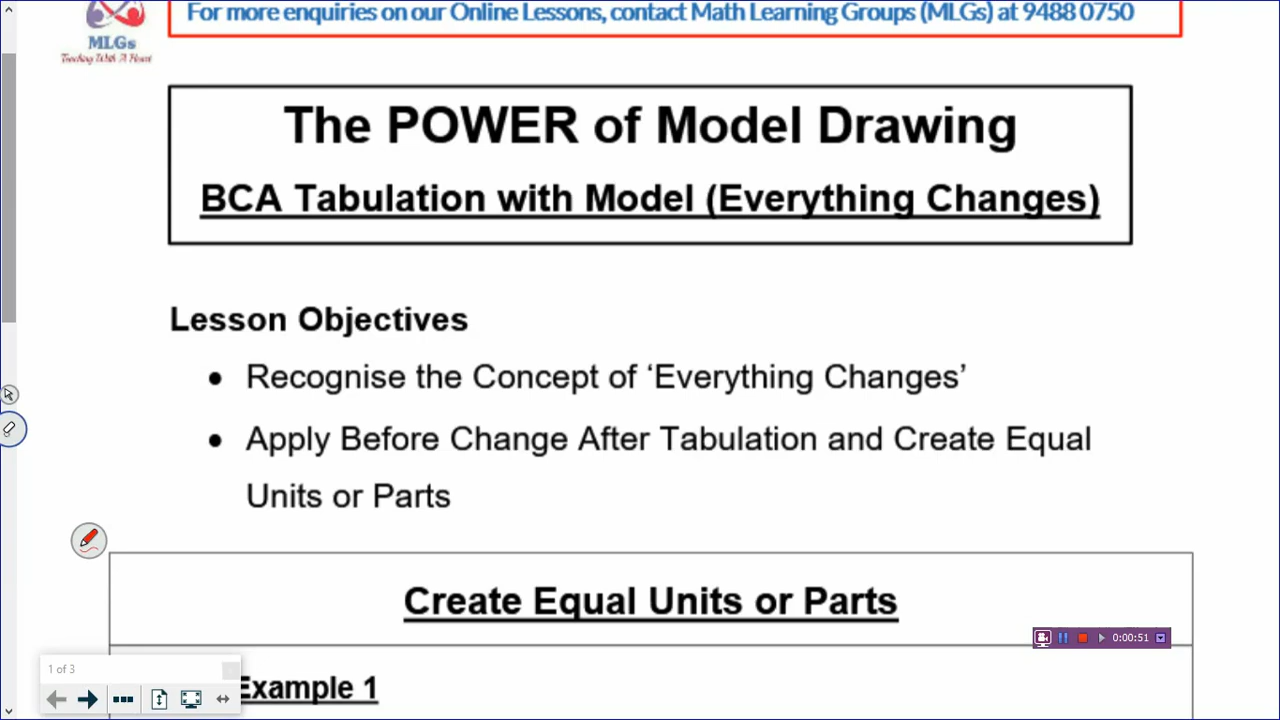 For more enquiries on our Online Lessons, contact Math Learning Groups (MLGs) at 9488 0750
MLGs
Teaching With A Heart
The POWER of Model Drawing
BCA Tabulation with Model (Everything Changes)
Lesson Objectives
• Recognise the Concept of ‘Everything Changes’
• Apply Before Change After Tabulation and Create Equal
Units or Parts
Create Equal Units or Parts
0:00:51
1 of 3
Example 1